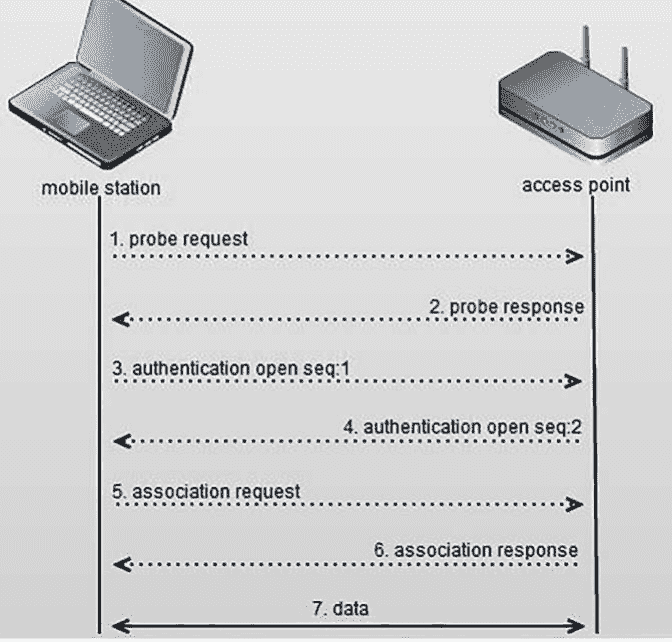 mobile station
access point
1. probe request
2. probe response
3. authentication open seq:1
4. authentication open seq:2
5. association request
6. association response
7. data